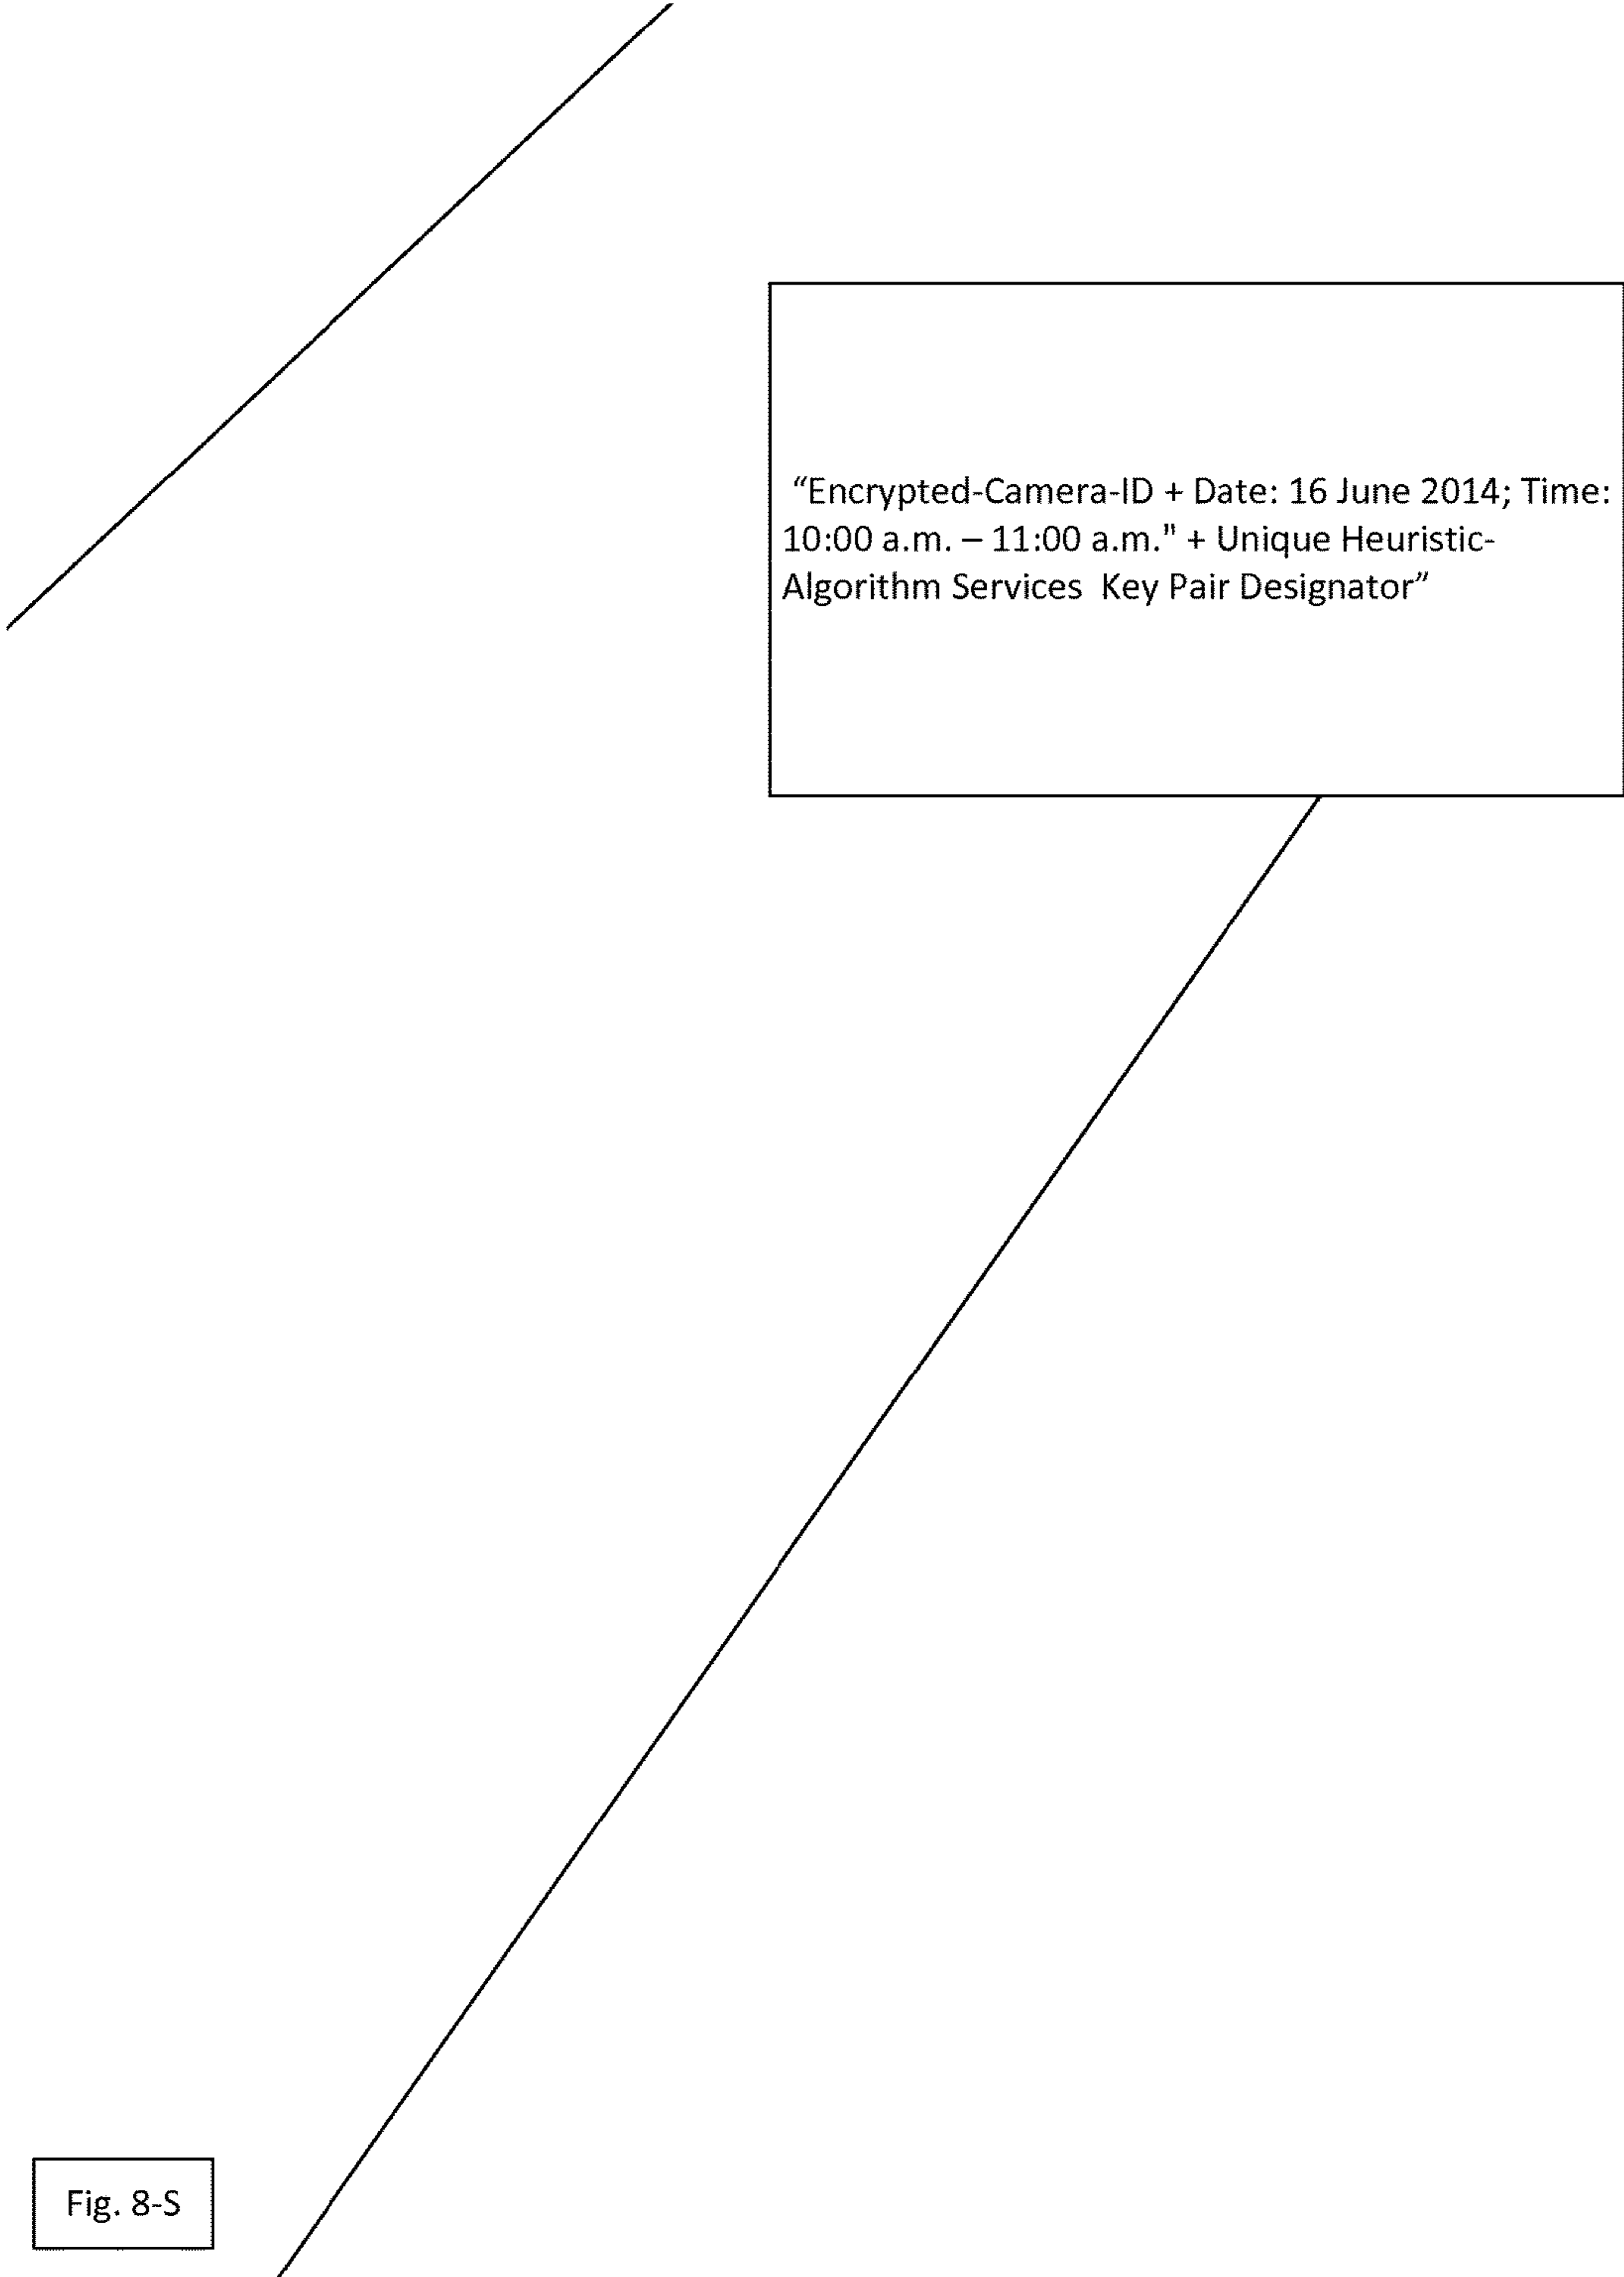 “Encrypted-Camera-ID + Date: 16 June 2014; Time:
10:00 a.m. – 11:00 a.m." + Unique Heuristic-
Algorithm Services  Key Pair Designator”
Fig. 8-S